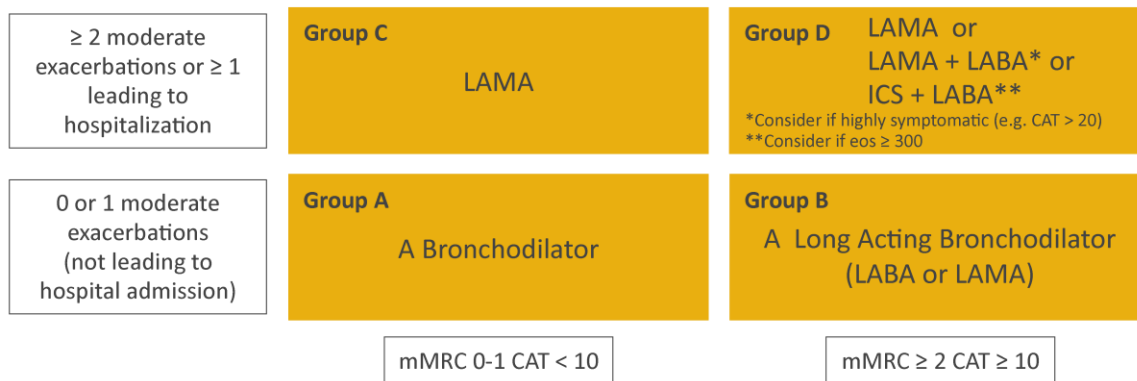 ≥ 2 moderate
exacerbations or ≥ 1
leading to
hospitalization
Group C
LAMA
Group D
LAMA or
LAMA + LABA* or
ICS + LABA**
*Consider if highly symptomatic (e.g. CAT > 20)
**Consider if eos ≥ 300
0 or 1 moderate
exacerbations
(not leading to
hospital admission)
Group A
A Bronchodilator
Group B
A Long Acting Bronchodilator
(LABA or LAMA)
mMRC 0-1 CAT < 10
mMRC ≥ 2 CAT ≥ 10